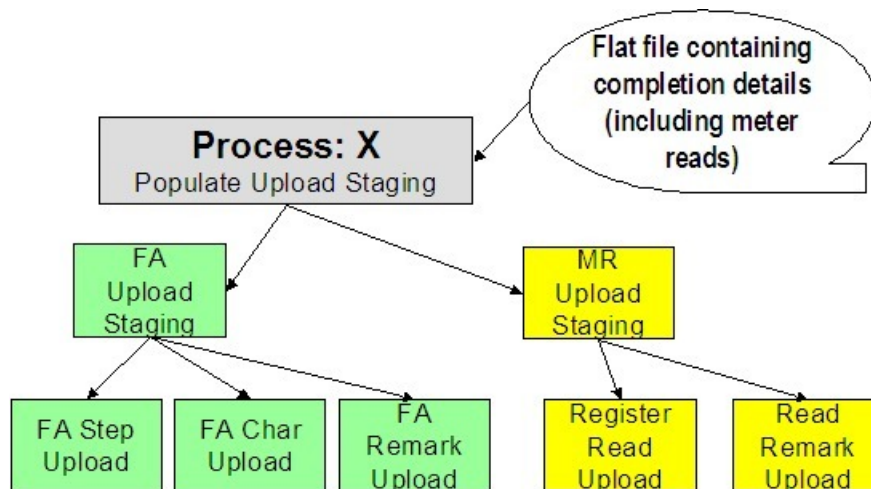 Flat file containing
completion details
(including meter
reads)
Process: X
Populate Upload Staging
FA
Upload
Staging
MR
Upload
Staging
FA Step
Upload
FA Char
Upload
FA
Remark
Upload
Register
Read
Upload
Read
Remark
Upload